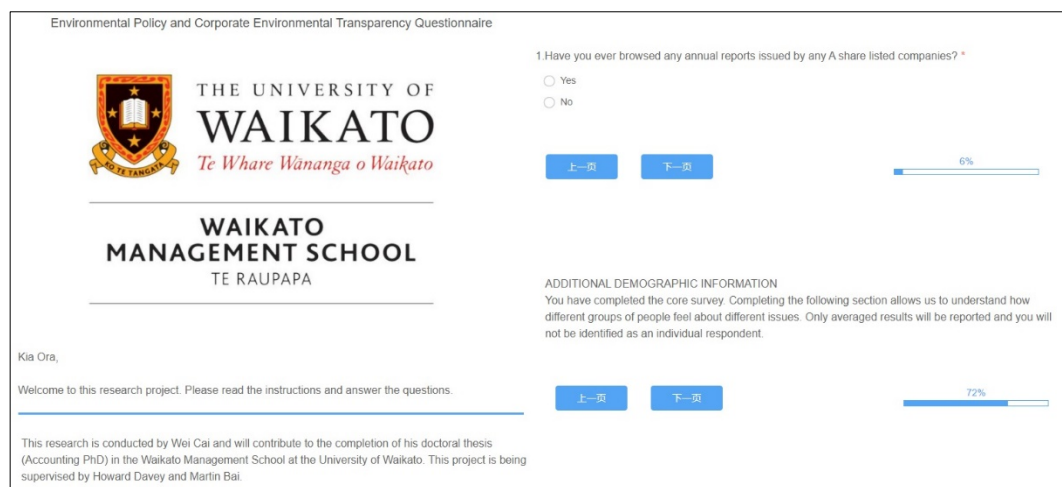 Environmental Policy and Corporate Environmental Transparency Questionnaire
THE UNIVERSITY OF
WAIKATO
Te Whare Wānanga o Waikato
KO TE TANGATA
WAIKATO
MANAGEMENT SCHOOL
TE RAUPAPA
Kia Ora,
Welcome to this research project. Please read the instructions and answer the questions.
This research is conducted by Wei Cai and will contribute to the completion of his doctoral thesis
(Accounting PhD) in the Waikato Management School at the University of Waikato. This project is being
supervised by Howard Davey and Martin Bai.
1.Have you ever browsed any annual reports issued by any A share listed companies? *
Yes
No
上一页 下一页 6%
ADDITIONAL DEMOGRAPHIC INFORMATION
You have completed the core survey. Completing the following section allows us to understand how
different groups of people feel about different issues. Only averaged results will be reported and you will
not be identified as an individual respondent.
上一页 下一页 72%